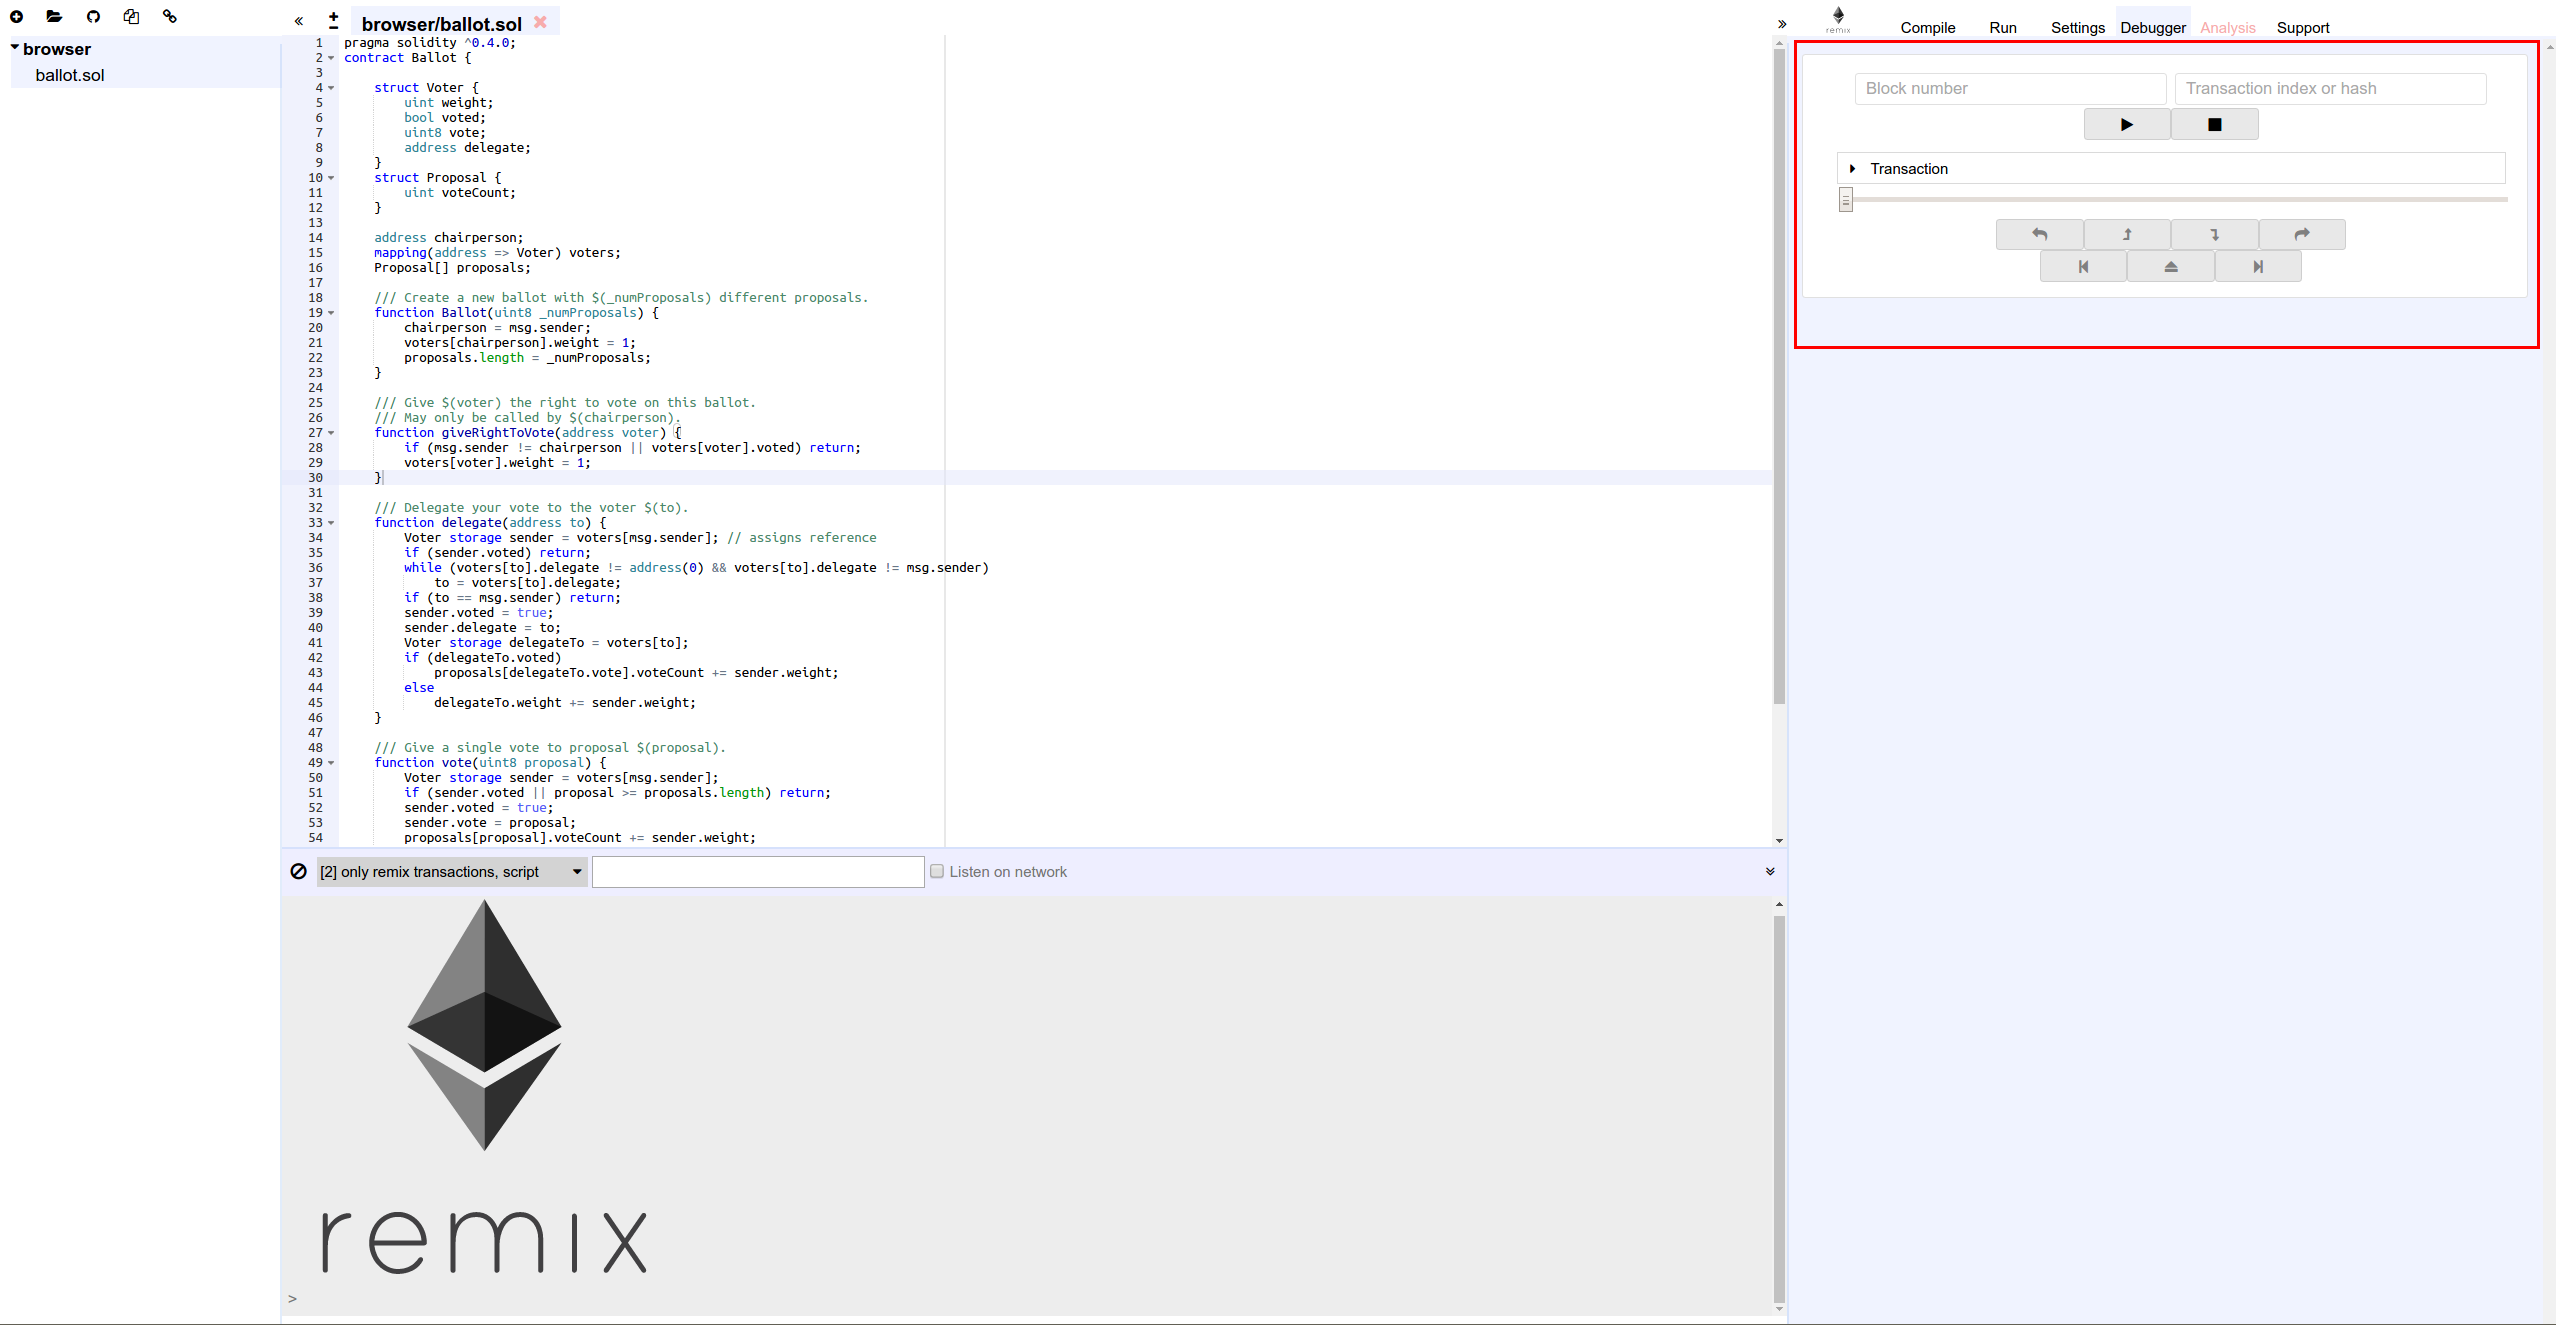 browser
ballot.sol
browser/ballot.sol
1 pragma solidity ^0.4.0;
2 contract Ballot {
3
4     struct Voter {
5         uint weight;
6         bool voted;
7         uint8 vote;
8         address delegate;
9     }
10     struct Proposal {
11         uint voteCount;
12     }
13
14     address chairperson;
15     mapping(address => Voter) voters;
16     Proposal[] proposals;
17
18     /// Create a new ballot with $(_numProposals) different proposals.
19     function Ballot(uint8 _numProposals) {
20         chairperson = msg.sender;
21         voters[chairperson].weight = 1;
22         proposals.length = _numProposals;
23     }
24
25     /// Give $(voter) the right to vote on this ballot.
26     /// May only be called by $(chairperson).
27     function giveRightToVote(address voter) {
28         if (msg.sender != chairperson || voters[voter].voted) return;
29         voters[voter].weight = 1;
30     }
31
32     /// Delegate your vote to the voter $(to).
33     function delegate(address to) {
34         Voter storage sender = voters[msg.sender]; // assigns reference
35         if (sender.voted) return;
36         while (voters[to].delegate != address(0) && voters[to].delegate != msg.sender)
37             to = voters[to].delegate;
38         if (to == msg.sender) return;
39         sender.voted = true;
40         sender.delegate = to;
41         Voter storage delegateTo = voters[to];
42         if (delegateTo.voted)
43             proposals[delegateTo.vote].voteCount += sender.weight;
44         else
45             delegateTo.weight += sender.weight;
46     }
47
48     /// Give a single vote to proposal $(proposal).
49     function vote(uint8 proposal) {
50         Voter storage sender = voters[msg.sender];
51         if (sender.voted || proposal >= proposals.length) return;
52         sender.voted = true;
53         sender.vote = proposal;
54         proposals[proposal].voteCount += sender.weight;
[2] only remix transactions, script
Listen on network
remix
>
remix
Compile Run Settings Debugger Analysis Support
Block number Transaction index or hash
Transaction